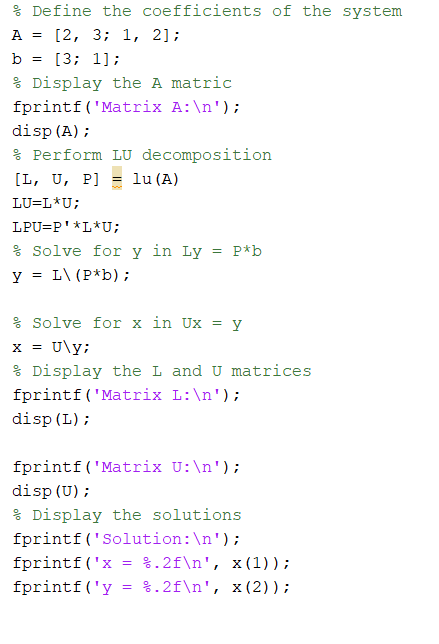 % Define the coefficients of the system
A = [2, 3; 1, 2];
b = [3; 1];
% Display the A matric
fprintf('Matrix A:\n');
disp(A);
% Perform LU decomposition
[L, U, P] = lu(A)
LU=L*U;
LPU=P'*L*U;
% Solve for y in Ly = P*b
y = L\(P*b);
% Solve for x in Ux = y
x = U\y;
% Display the L and U matrices
fprintf('Matrix L:\n');
disp(L);
fprintf('Matrix U:\n');
disp(U);
% Display the solutions
fprintf('Solution:\n');
fprintf('x = %.2f\n', x(1));
fprintf('y = %.2f\n', x(2));